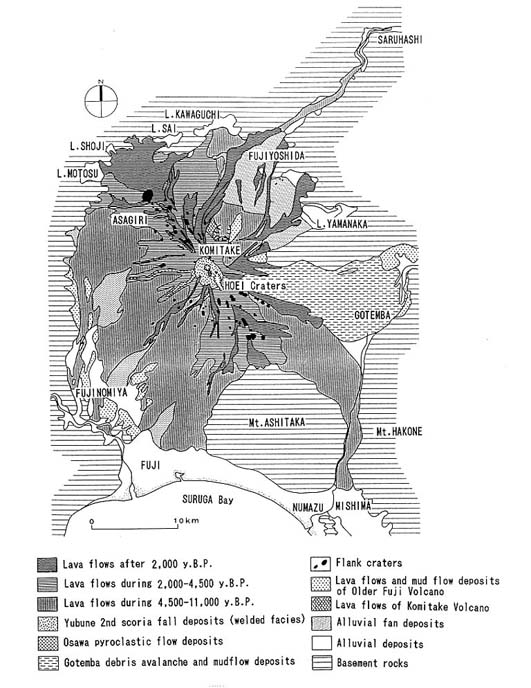 SARUHASHI
N
L.KAWAGUCHI
L.SAI
L.SHOJI
FUJIYOSHIDA
L.MOTOSU
ASAGIRI
L.YAMANAKA
KOMITAKE
HOEI Craters
GOTEMBA
FUJINOMIYA
Mt.ASHITAKA
Mt.HAKONE
FUJI
SURUGA Bay
NUMAZU
MISHIMA
0 10km
Lava flows after 2,000 y.B.P.
Lava flows during 2,000-4,500 y.B.P.
Lava flows during 4,500-11,000 y.B.P.
Yubune 2nd scoria fall deposits (welded facies)
Osawa pyroclastic flow deposits
Gotemba debris avalanche and mudflow deposits
Flank craters
Lava flows and mud flow deposits
of Older Fuji Volcano
Lava flows of Komitake Volcano
Alluvial fan deposits
Alluvial deposits
Basement rocks